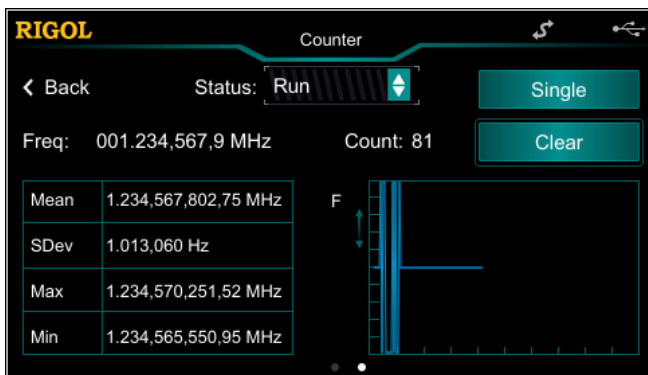 RIGOL
Counter
Back
Status: Run
Single
Freq: 001.234,567,9 MHz
Count: 81
Clear
Mean 1.234,567,802,75 MHz
F
SDev 1.013,060 Hz
Max 1.234,570,251,52 MHz
Min 1.234,565,550,95 MHz